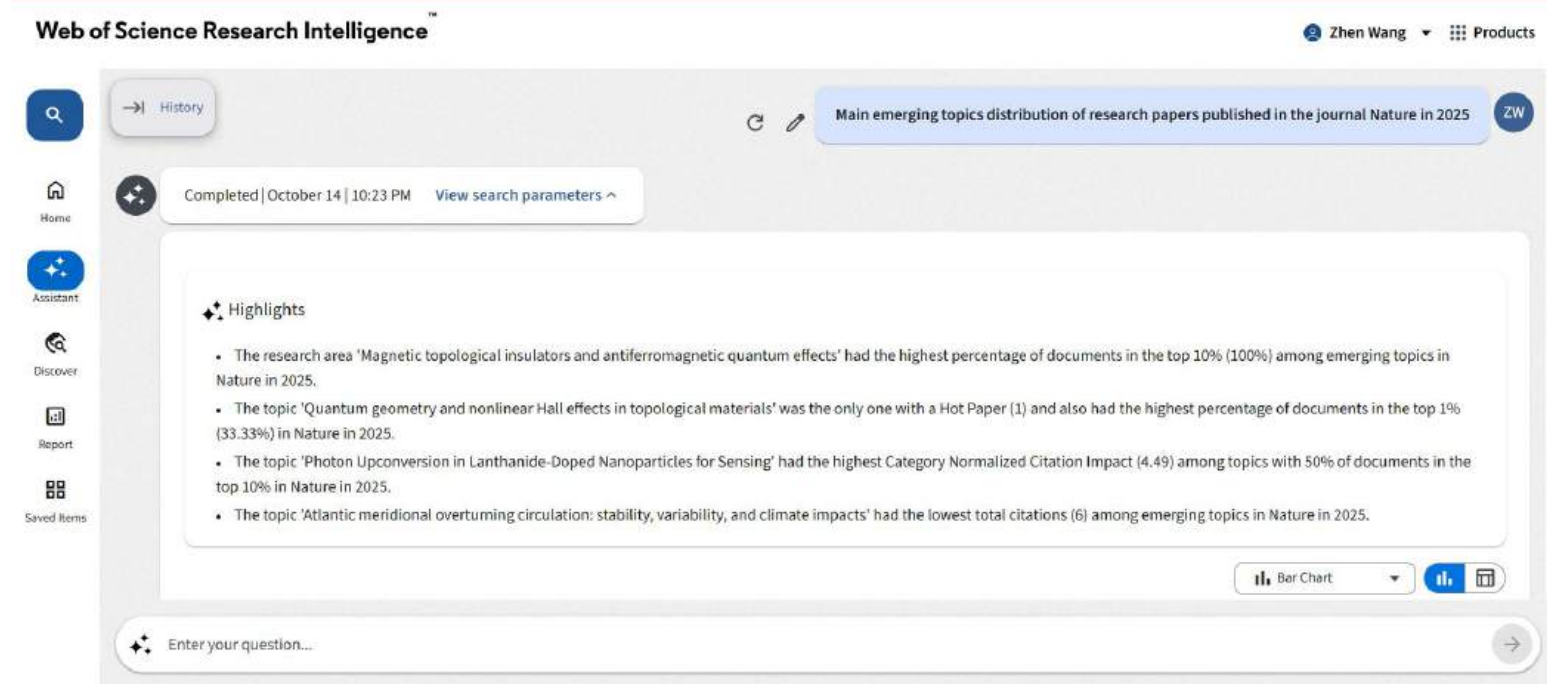 Web of Science Research Intelligence™
Zhen Wang
Products
History
Main emerging topics distribution of research papers published in the journal Nature in 2025
ZW
Completed | October 14 | 10:23 PM
View search parameters
Home
Assistant
Discover
Report
Saved Items
Highlights
• The research area 'Magnetic topological insulators and antiferromagnetic quantum effects' had the highest percentage of documents in the top 10% (100%) among emerging topics in
Nature in 2025.
• The topic 'Quantum geometry and nonlinear Hall effects in topological materials' was the only one with a Hot Paper (1) and also had the highest percentage of documents in the top 1%
(33.33%) in Nature in 2025.
• The topic 'Photon Upconversion in Lanthanide-Doped Nanoparticles for Sensing' had the highest Category Normalized Citation Impact (4.49) among topics with 50% of documents in the
top 10% in Nature in 2025.
• The topic 'Atlantic meridional overturning circulation: stability, variability, and climate impacts' had the lowest total citations (6) among emerging topics in Nature in 2025.
Bar Chart
Enter your question...